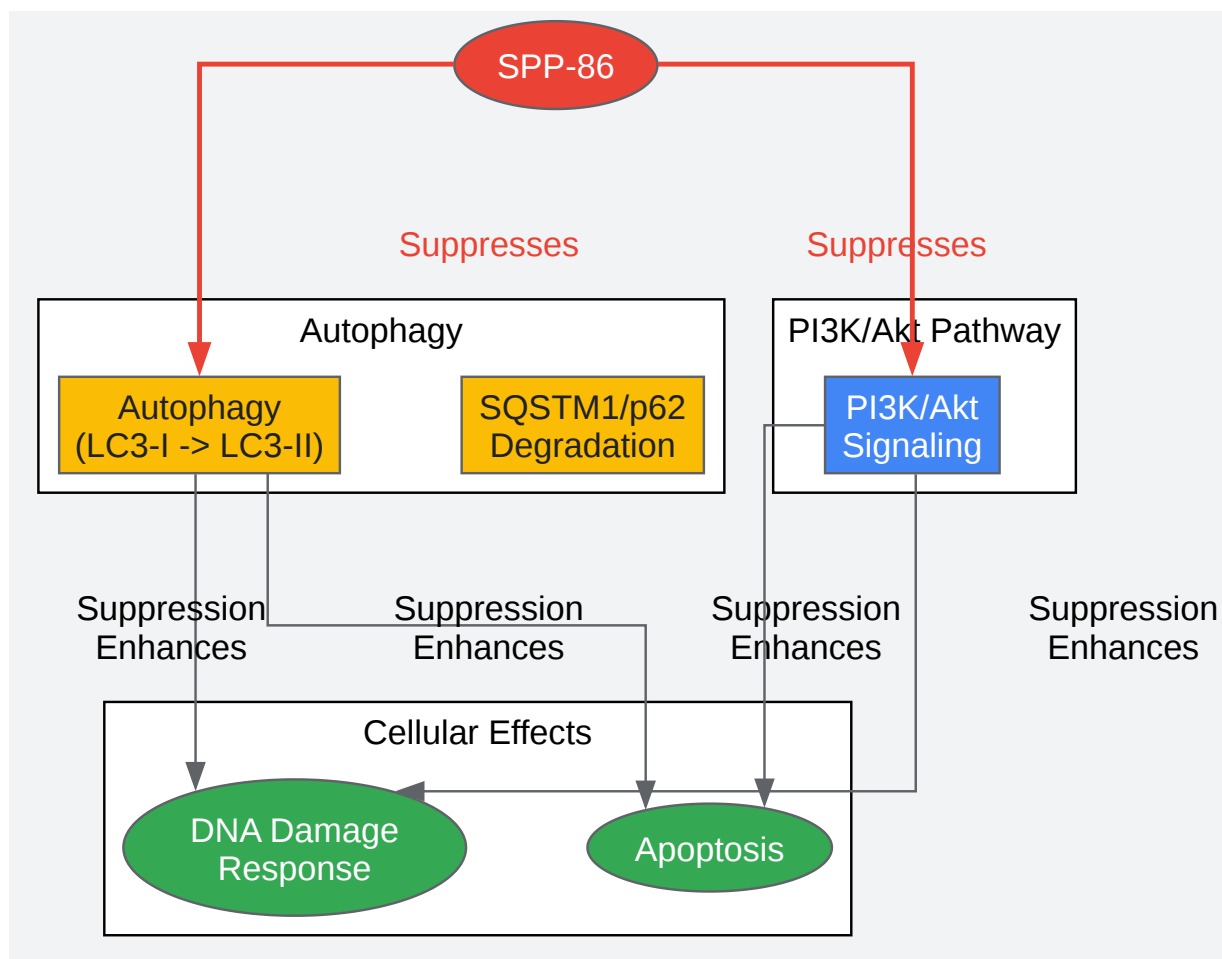 SPP-86
Suppresses
Suppresses
Autophagy
PI3K/Akt Pathway
Autophagy
(LC3-I -> LC3-II)
SQSTM1/p62
Degradation
PI3K/Akt
Signaling
Suppression
Enhances
Suppression
Enhances
Suppression
Enhances
Suppression
Enhances
Cellular Effects
DNA Damage
Response
Apoptosis